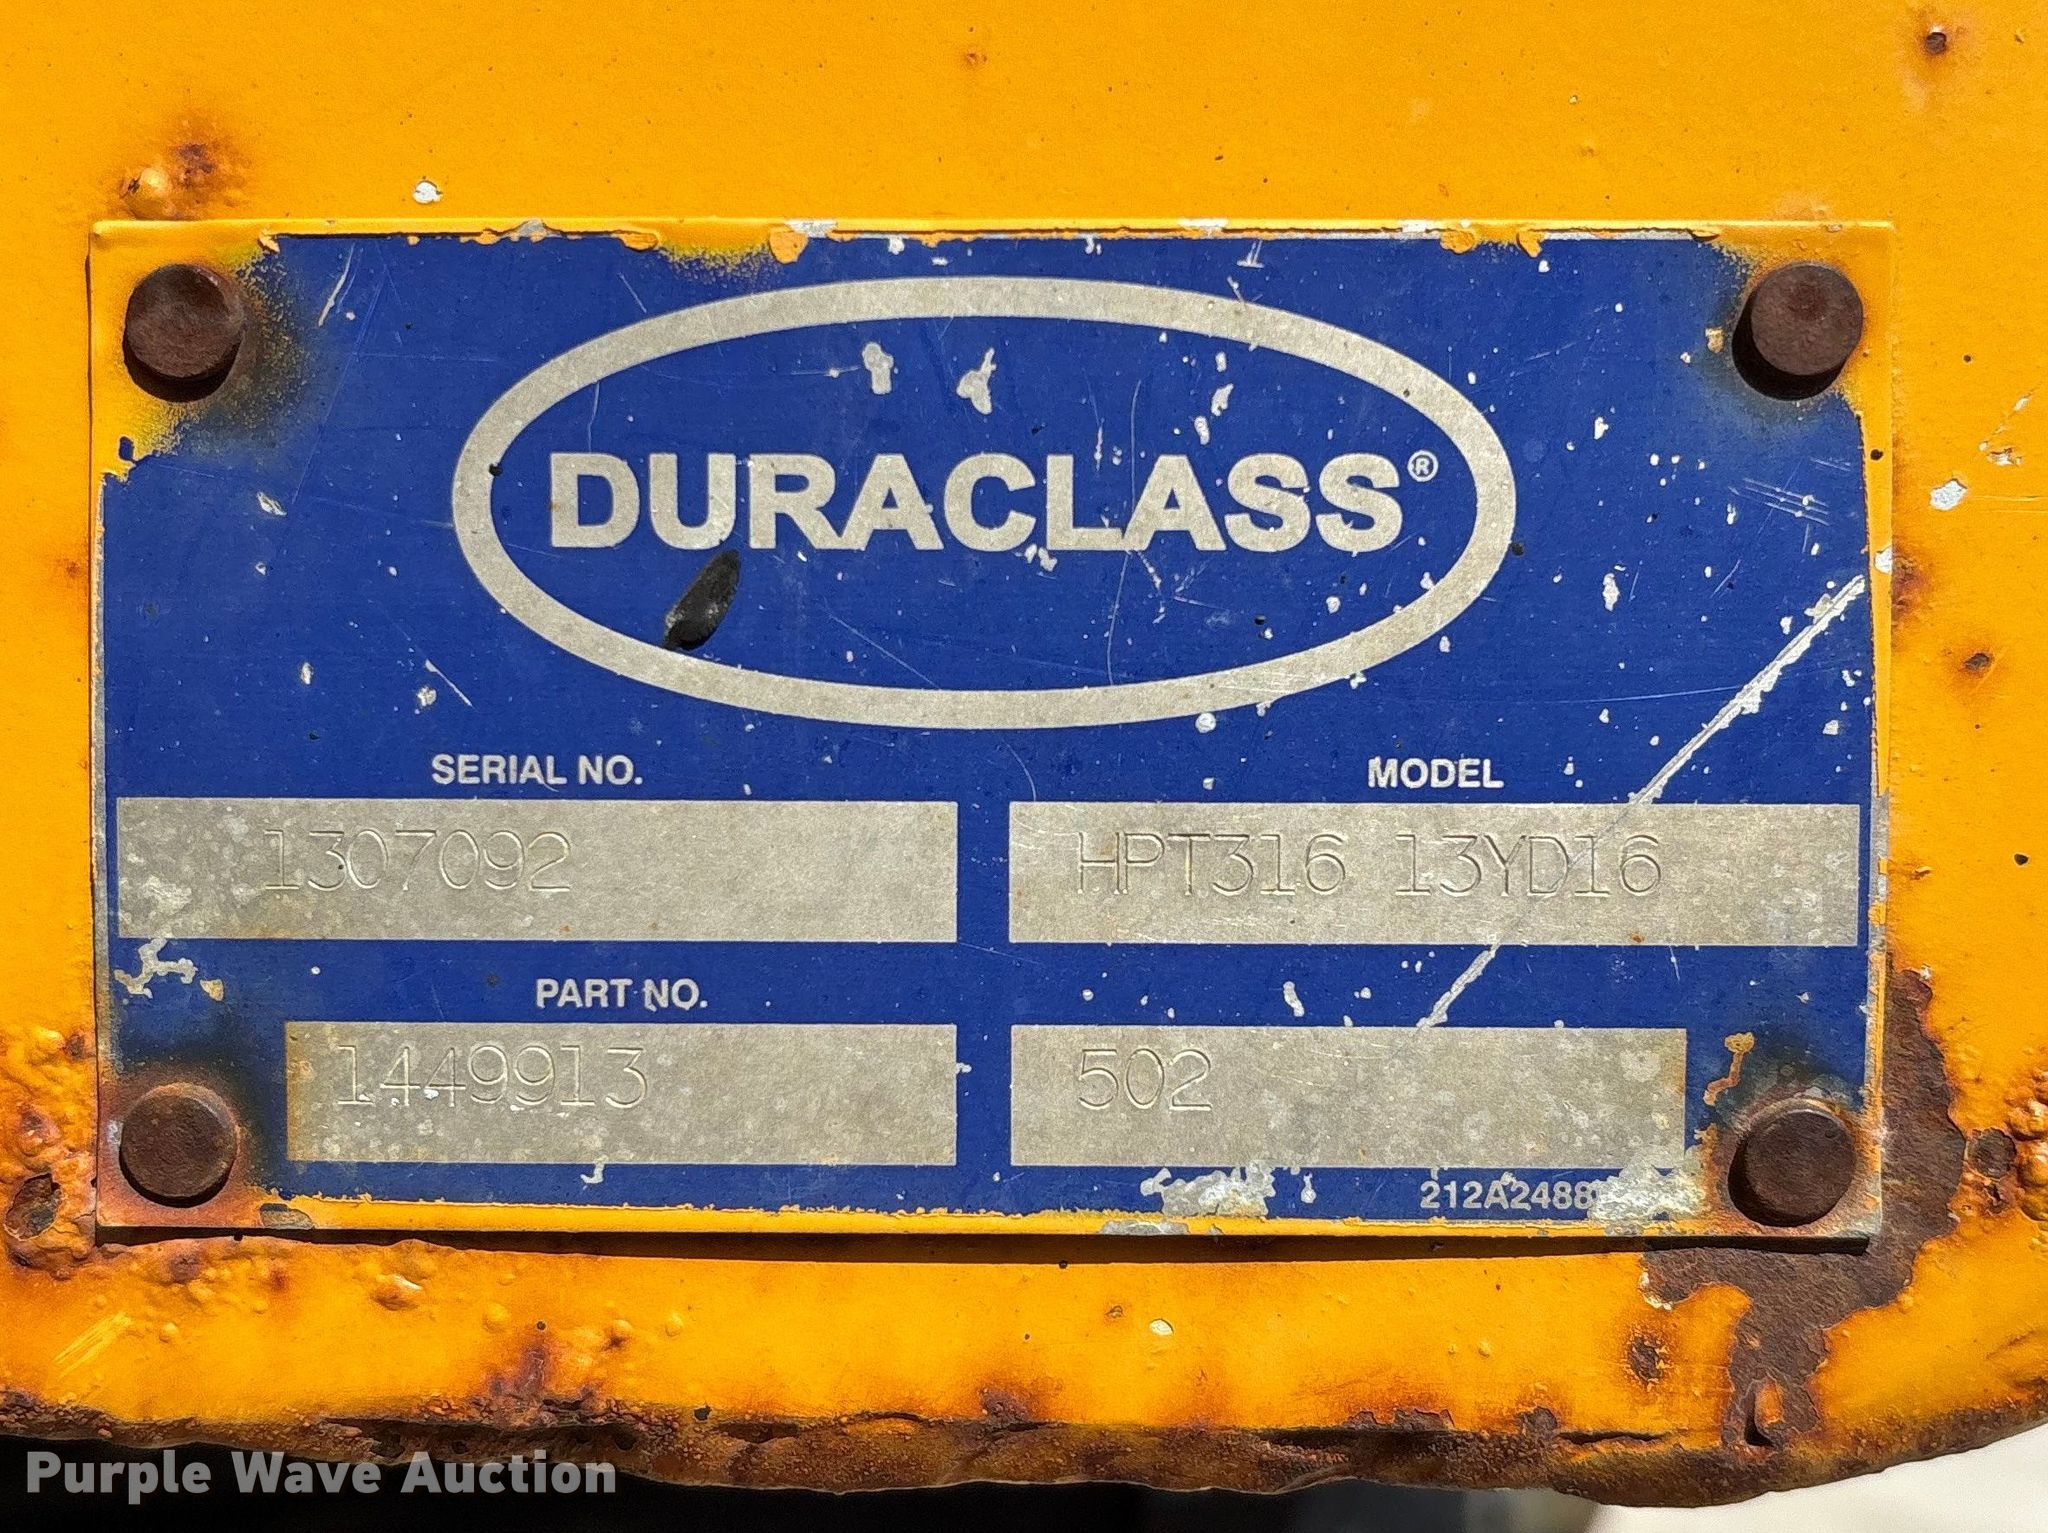 DURACLASS®
SERIAL NO. MODEL
1307092 HPT316 13YD16
PART NO.
1449913 502
Purple Wave Auction